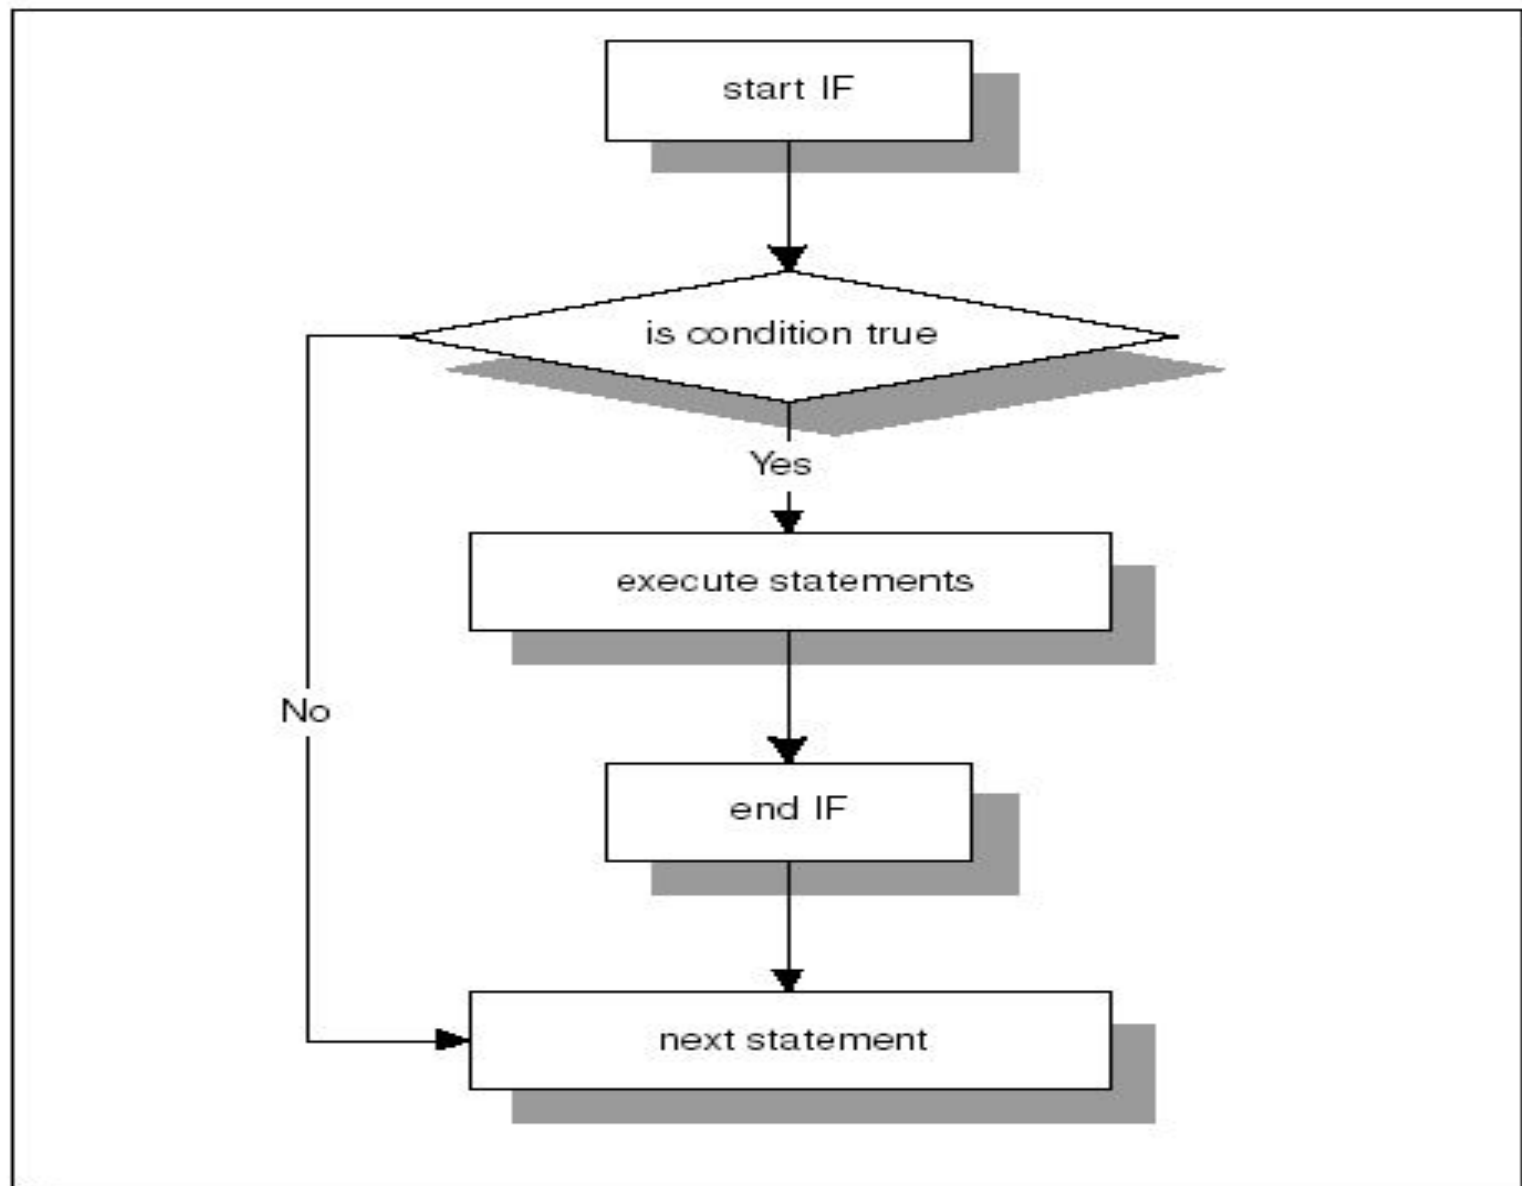 start IF
is condition true
Yes
execute statements
No
end IF
next statement